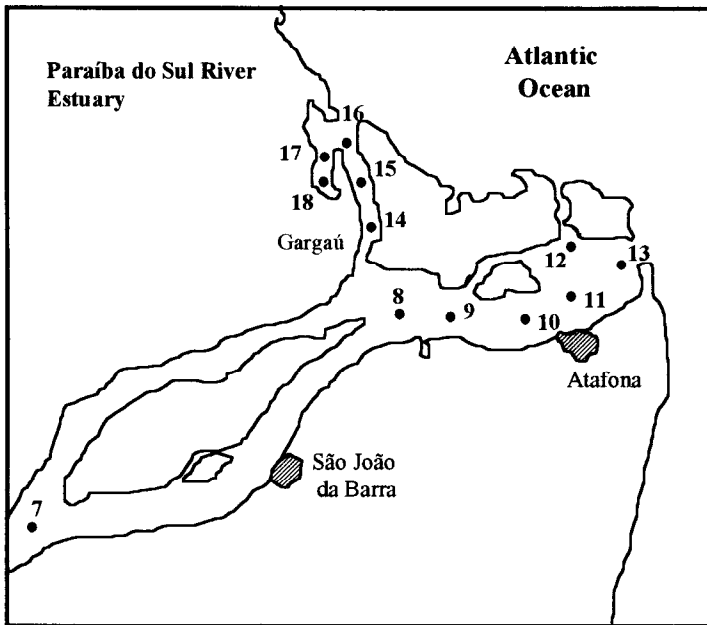 Paraíba do Sul River
Estuary
Atlantic
Ocean
16
17
15
18
14
Gargaú
12
13
8
9
10
11
Atafona
São João
da Barra
7